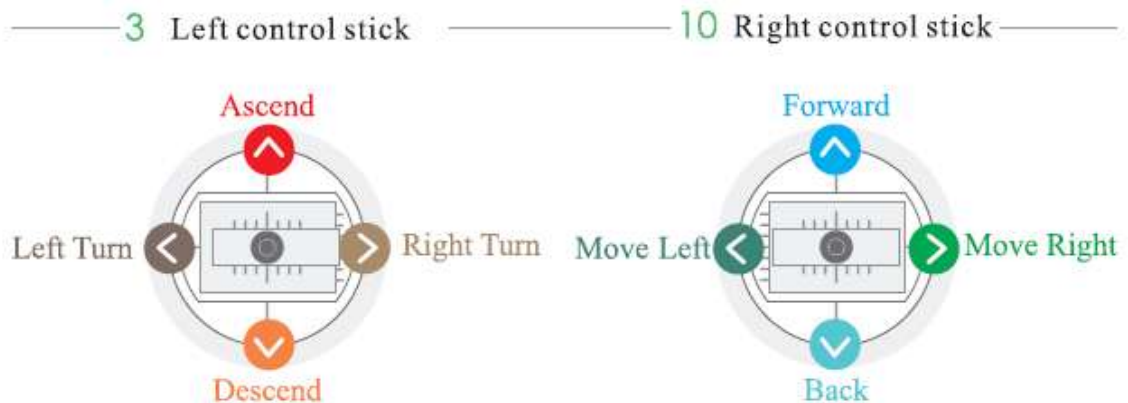 3 Left control stick
10 Right control stick
Ascend
Left Turn
Right Turn
Descend
Forward
Move Left
Move Right
Back